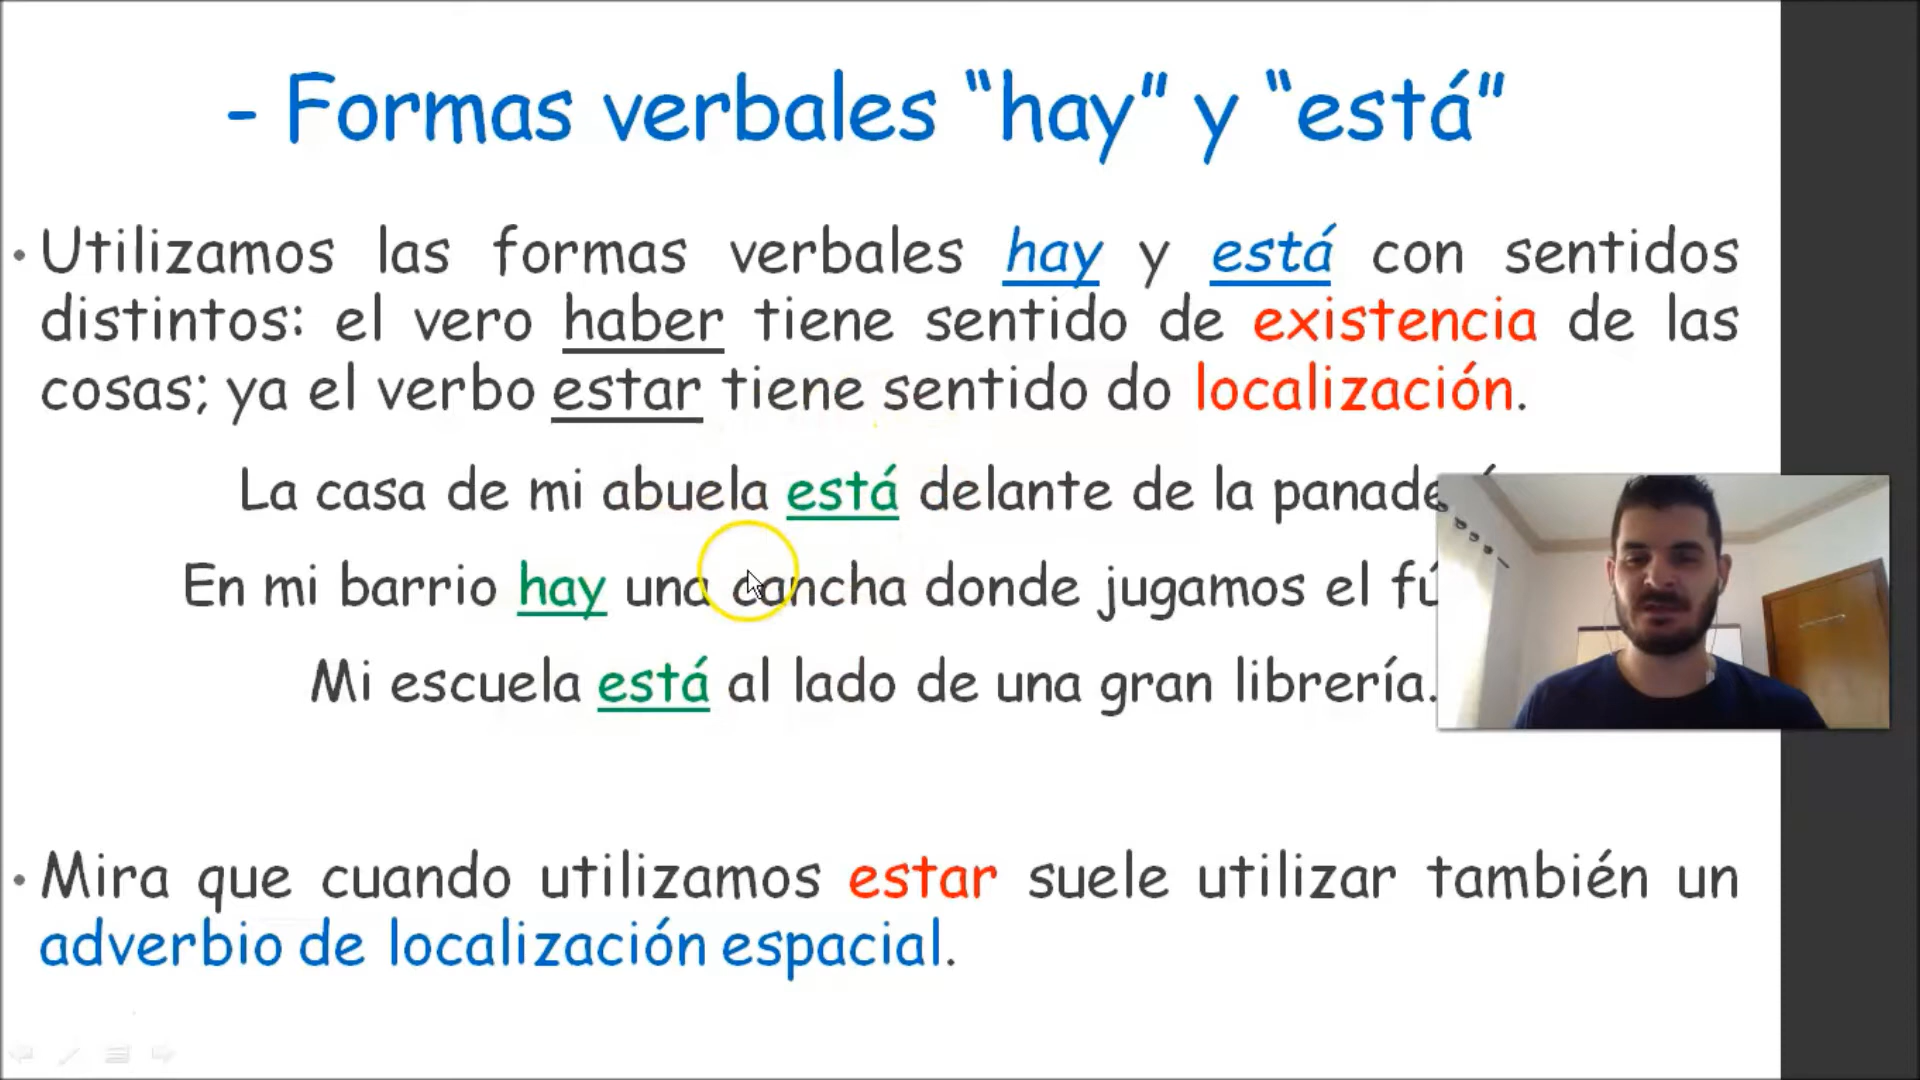 - Formas verbales “hay” y “está”
• Utilizamos las formas verbales hay y está con sentidos
distintos: el vero haber tiene sentido de existencia de las
cosas; ya el verbo estar tiene sentido do localización.
La casa de mi abuela está delante de la
En mi barrio hay una cancha donde jugamos el
Mi escuela está al lado de una gran librería.
• Mira que cuando utilizamos estar suele utilizar también un
adverbio de localización espacial.